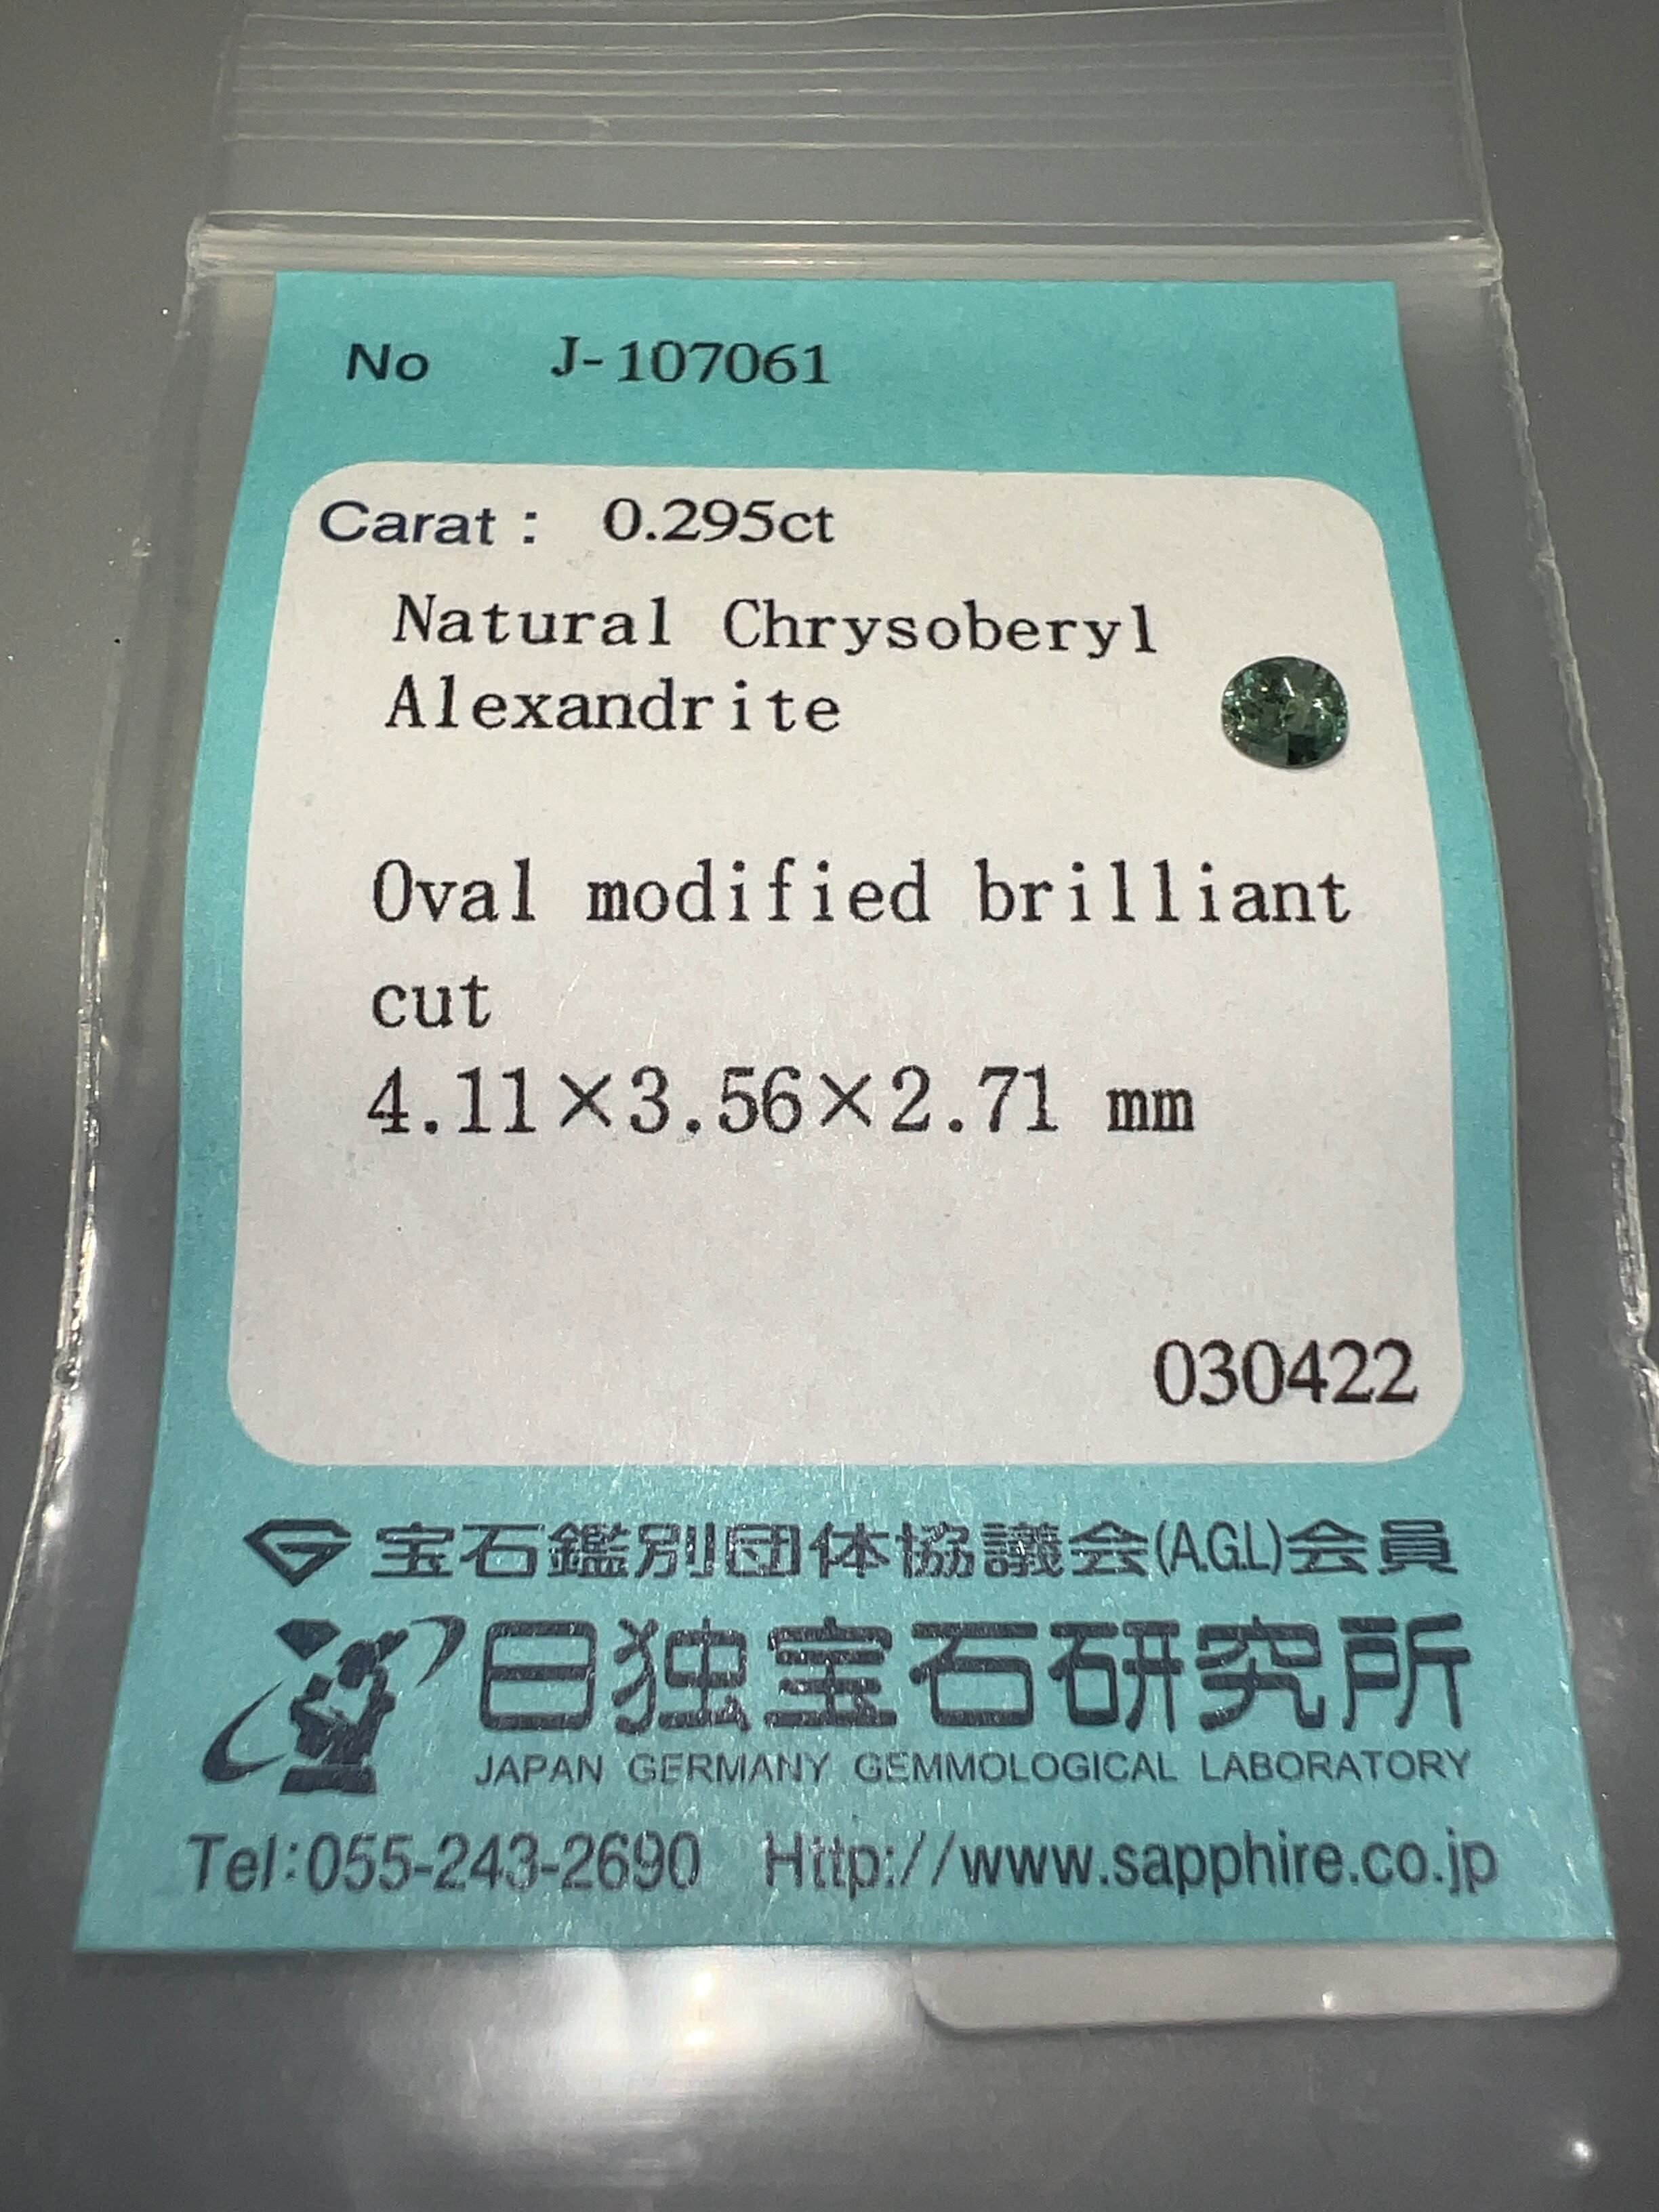 No J-107061
Carat : 0.295ct
Natural Chrysoberyl
Alexandrite
Oval modified brilliant
cut
4.11×3.56×2.71 mm
030422
宝石鑑別団体協議会(A.G.L)会員
日独宝石研究所
JAPAN GERMANY GEMMOLOGICAL LABORATORY
Tel:055-243-2690 Http://www.sapphire.co.jp